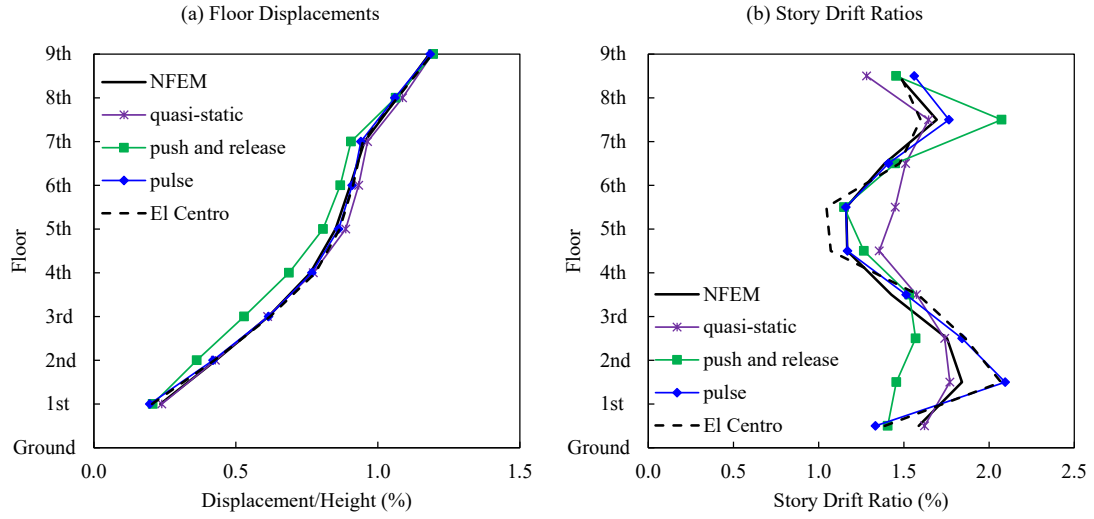 (a) Floor Displacements
9th
8th
7th
6th
5th
4th
3rd
2nd
1st
Ground
Floor
NFEM
quasi-static
push and release
pulse
El Centro
0.0 0.5 1.0 1.5
Displacement/Height (%)
(b) Story Drift Ratios
9th
8th
7th
6th
5th
4th
3rd
2nd
1st
Ground
Floor
NFEM
quasi-static
push and release
pulse
El Centro
0.0 0.5 1.0 1.5 2.0 2.5
Story Drift Ratio (%)